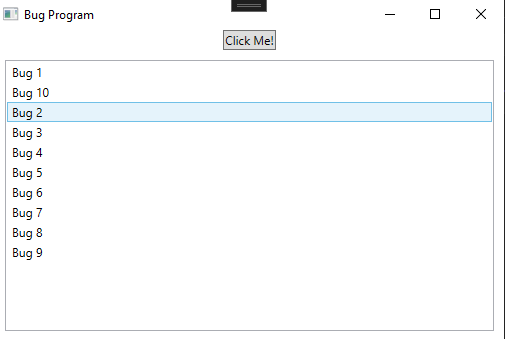 Bug Program
Click Me!
Bug 1
Bug 10
Bug 2
Bug 3
Bug 4
Bug 5
Bug 6
Bug 7
Bug 8
Bug 9